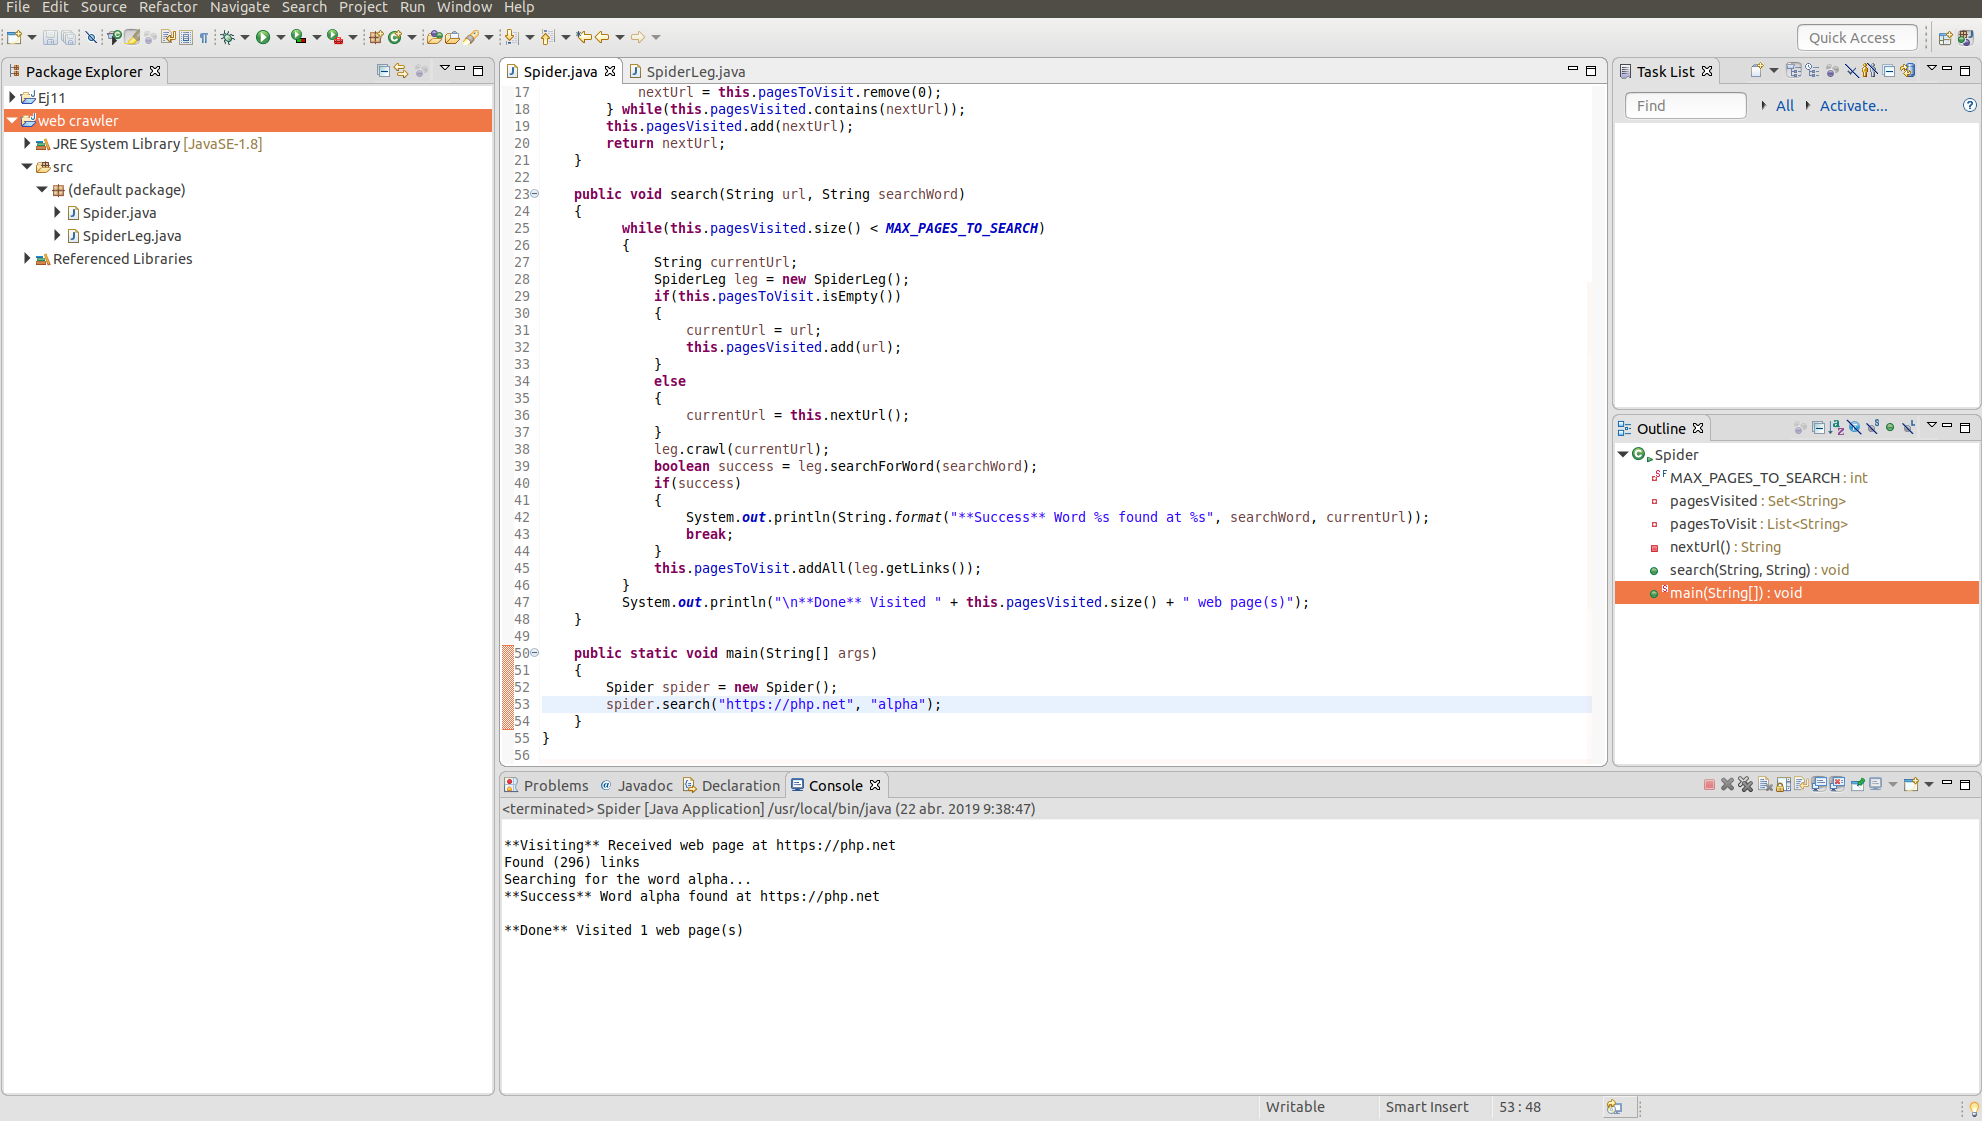 File Edit Source Refactor Navigate Search Project Run Window Help
Quick Access
Package Explorer
Ej11
web crawler
JRE System Library [JavaSE-1.8]
src
(default package)
Spider.java
SpiderLeg.java
Referenced Libraries
Spider.java SpiderLeg.java
17 nextUrl = this.pagesToVisit.remove(0);
18 } while(this.pagesVisited.contains(nextUrl));
19 this.pagesVisited.add(nextUrl);
20 return nextUrl;
21 }
22
23 public void search(String url, String searchWord)
24 {
25 while(this.pagesVisited.size() < MAX_PAGES_TO_SEARCH)
26 {
27 String currentUrl;
28 SpiderLeg leg = new SpiderLeg();
29 if(this.pagesToVisit.isEmpty())
30 {
31 currentUrl = url;
32 this.pagesVisited.add(url);
33 }
34 else
35 {
36 currentUrl = this.nextUrl();
37 }
38 leg.crawl(currentUrl);
39 boolean success = leg.searchForWord(searchWord);
40 if(success)
41 {
42 System.out.println(String.format("**Success** Word %s found at %s", searchWord, currentUrl));
43 break;
44 }
45 this.pagesToVisit.addAll(leg.getLinks());
46 }
47 System.out.println("\n**Done** Visited " + this.pagesVisited.size() + " web page(s)");
48 }
49
50 public static void main(String[] args)
51 {
52 Spider spider = new Spider();
53 spider.search("https://php.net", "alpha");
54 }
55 }
56
Task List
Find All Activate...
Outline
Spider
MAX_PAGES_TO_SEARCH : int
pagesVisited : Set<String>
pagesToVisit : List<String>
nextUrl() : String
search(String, String) : void
main(String[]) : void
Problems Javadoc Declaration Console
<terminated> Spider [Java Application] /usr/local/bin/java (22 abr. 2019 9:38:47)
**Visiting** Received web page at https://php.net
Found (296) links
Searching for the word alpha...
**Success** Word alpha found at https://php.net
**Done** Visited 1 web page(s)
Writable Smart Insert 53 : 48